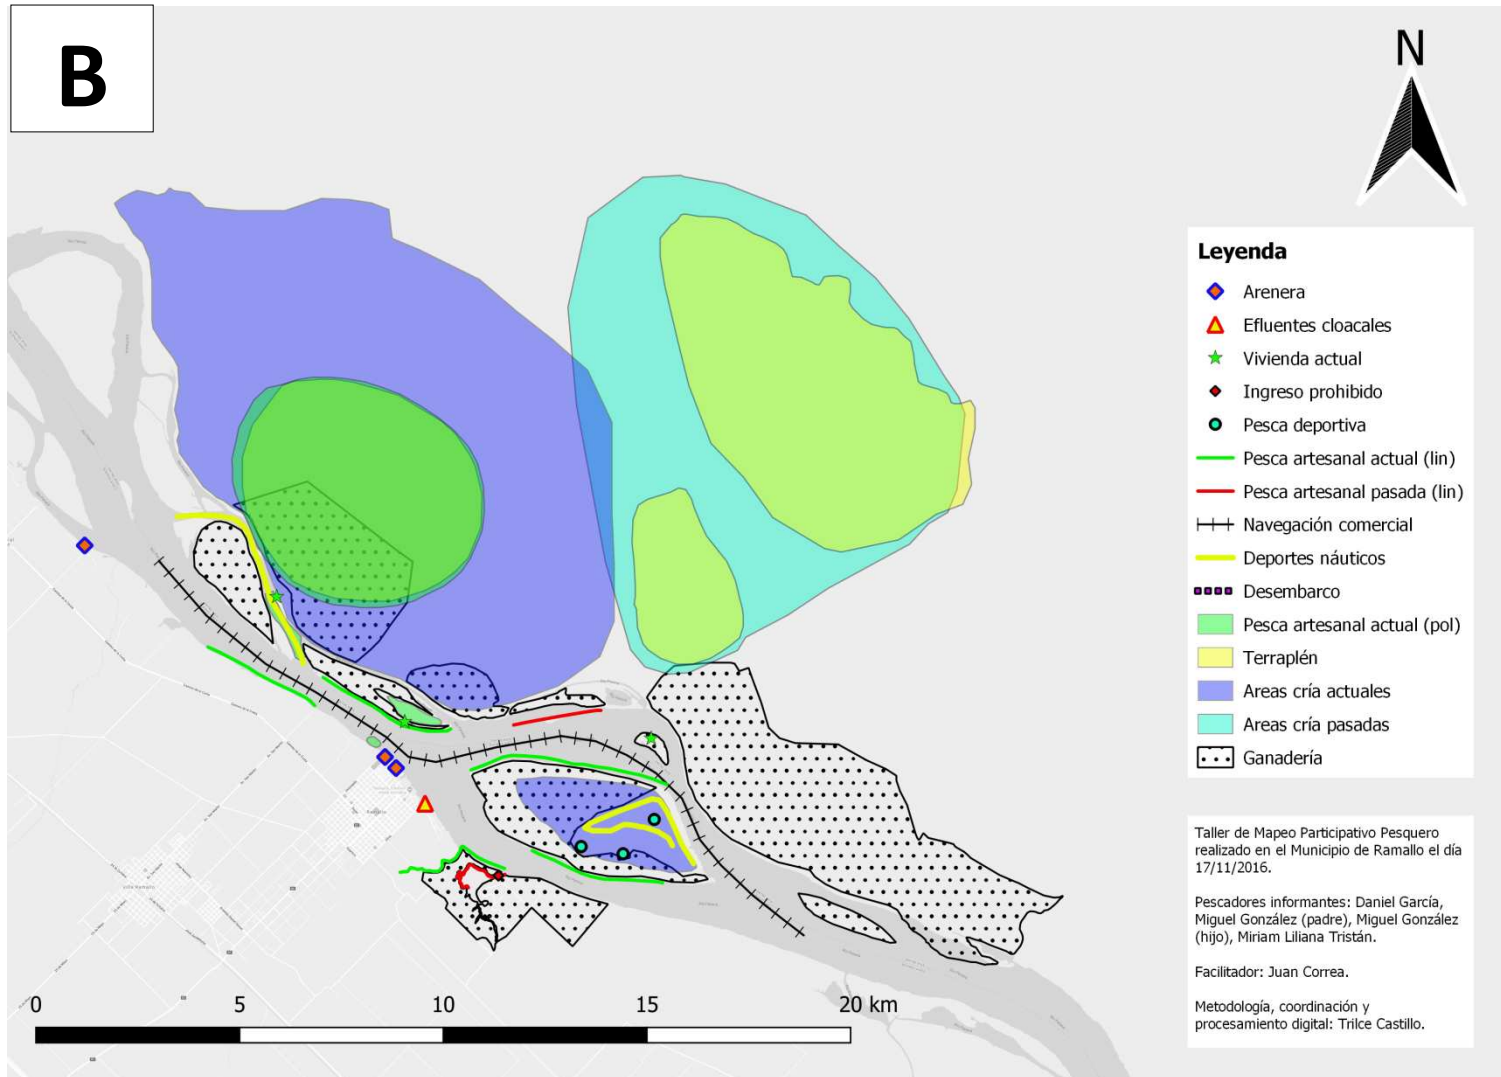 B
N
Leyenda
Arenera
Efluentes cloacales
Vivienda actual
Ingreso prohibido
Pesca deportiva
Pesca artesanal actual (lin)
Pesca artesanal pasada (lin)
Navegación comercial
Deportes náuticos
Desembarco
Pesca artesanal actual (pol)
Terraplén
Areas cría actuales
Areas cría pasadas
Ganadería
Taller de Mapeo Participativo Pesquero
realizado en el Municipio de Ramallo el día
17/11/2016.
Pescadores informantes: Daniel García,
Miguel González (padre), Miguel González
(hijo), Miriam Liliana Tristán.
Facilitador: Juan Correa.
Metodología, coordinación y
procesamiento digital: Trilce Castillo.
0 5 10 15 20 km